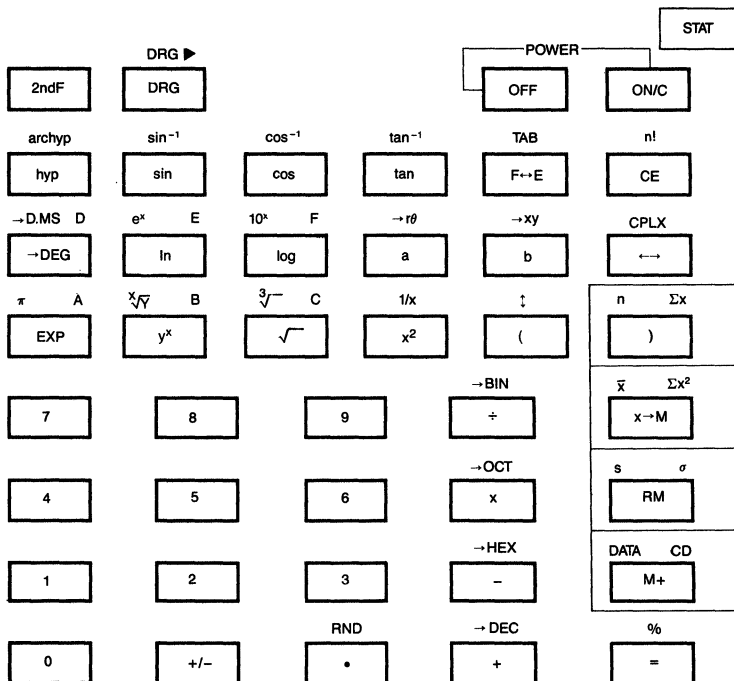 STAT
DRG ▶ POWER
2ndF DRG OFF ON/C
archyp sin⁻¹ cos⁻¹ tan⁻¹ TAB n!
hyp sin cos tan F↔E CE
→D.MS D eˣ E 10ˣ F →rθ →xy CPLX
→DEG ln log a b ←→
π A ˣ√Y B ³√ C 1/x ↕ n Σx
EXP yˣ √ x² ( )
→BIN x̄ Σx²
7 8 9 ÷ x→M
→OCT s σ
4 5 6 x RM
→HEX DATA CD
1 2 3 − M+
RND → DEC %
0 +/− • + =